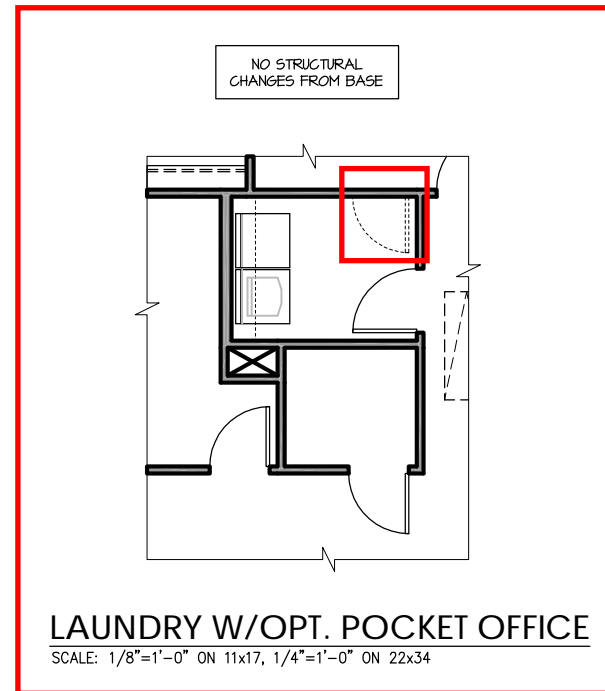 NO STRUCTURAL
CHANGES FROM BASE
LAUNDRY W/OPT. POCKET OFFICE
SCALE: 1/8"=1'-0" ON 11x17, 1/4"=1'-0" ON 22x34